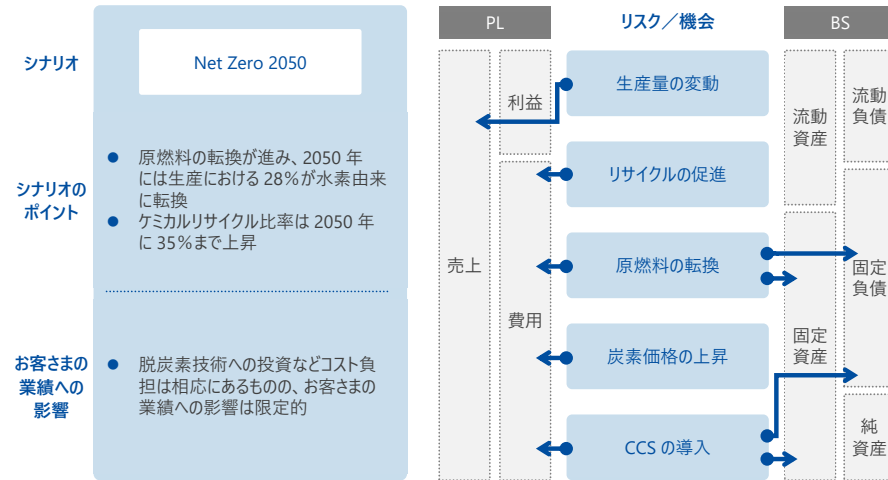 シナリオ
Net Zero 2050
シナリオの
ポイント
● 原燃料の転換が進み、2050 年
には生産における 28%が水素由来
に転換
● ケミカルリサイクル比率は 2050 年
に 35%まで上昇
お客さまの
業績への
影響
● 脱炭素技術への投資などコスト負
担は相応にあるものの、お客さまの
業績への影響は限定的
PL
リスク/機会
BS
売上
利益
費用
生産量の変動
リサイクルの促進
原燃料の転換
炭素価格の上昇
CCS の導入
流動
資産
固定
資産
流動
負債
固定
負債
純
資産